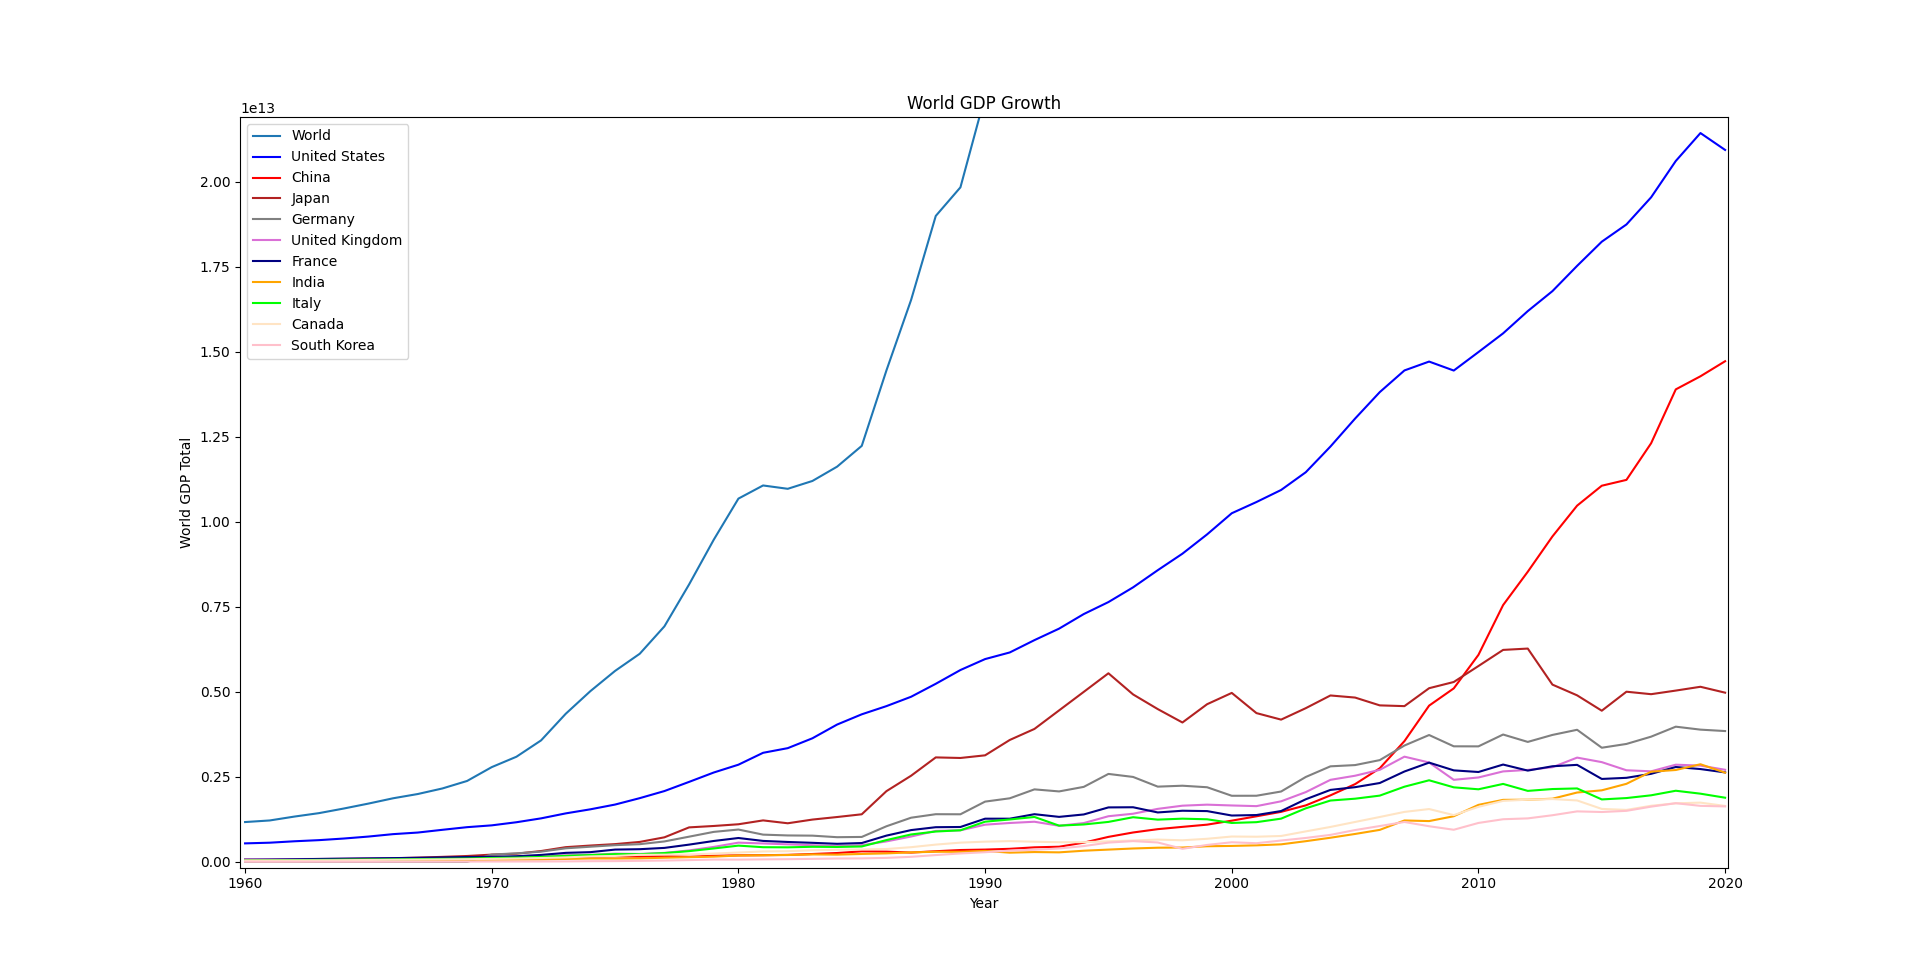 World GDP Growth
1e13
World
United States
China
Japan
Germany
United Kingdom
France
India
Italy
Canada
South Korea
2.00
1.75
1.50
1.25
1.00
0.75
0.50
0.25
0.00
World GDP Total
1960 1970 1980 1990 2000 2010 2020
Year